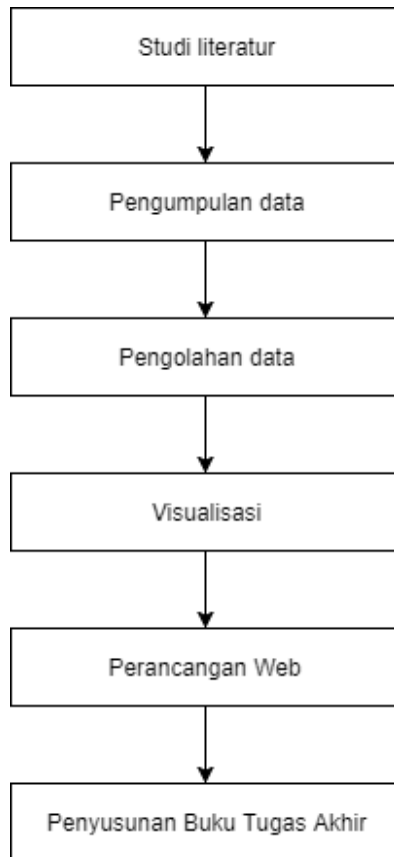 Studi literatur
Pengumpulan data
Pengolahan data
Visualisasi
Perancangan Web
Penyusunan Buku Tugas Akhir